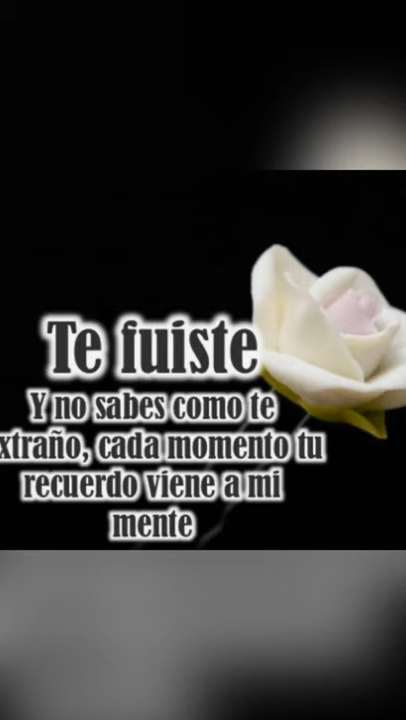 Te fuiste
Y no sabes como te
xtraño, cada momento tu
recuerdo viene a mi
mente